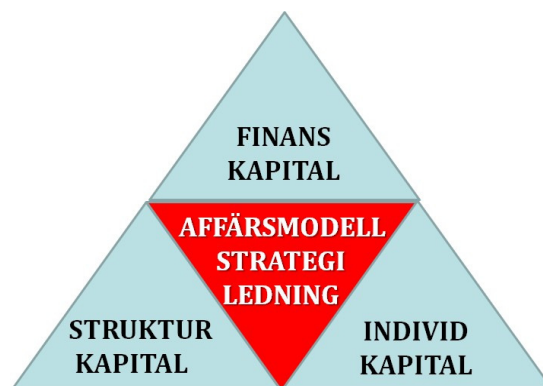 FINANS
KAPITAL
AFFÄRSMODELL
STRATEGI
LEDNING
STRUKTUR
KAPITAL
INDIVID
KAPITAL